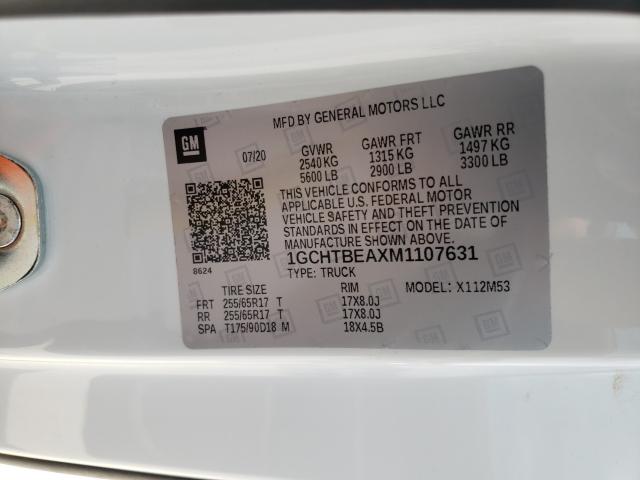 MFD BY GENERAL MOTORS LLC
GM
07/20 GVWR GAWR FRT GAWR RR
2540 KG 1315 KG 1497 KG
5600 LB 2900 LB 3300 LB
THIS VEHICLE CONFORMS TO ALL
APPLICABLE U.S. FEDERAL MOTOR
VEHICLE SAFETY AND THEFT PREVENTION
STANDARDS IN EFFECT ON THE DATE OF
MANUFACTURE SHOWN ABOVE.
8624 1GCHTBEAXM1107631
TYPE: TRUCK
TIRE SIZE RIM MODEL: X112M53
FRT 255/65R17 T 17X8.0J
RR 255/65R17 T 17X8.0J
SPA T175/90D18 M 18X4.5B